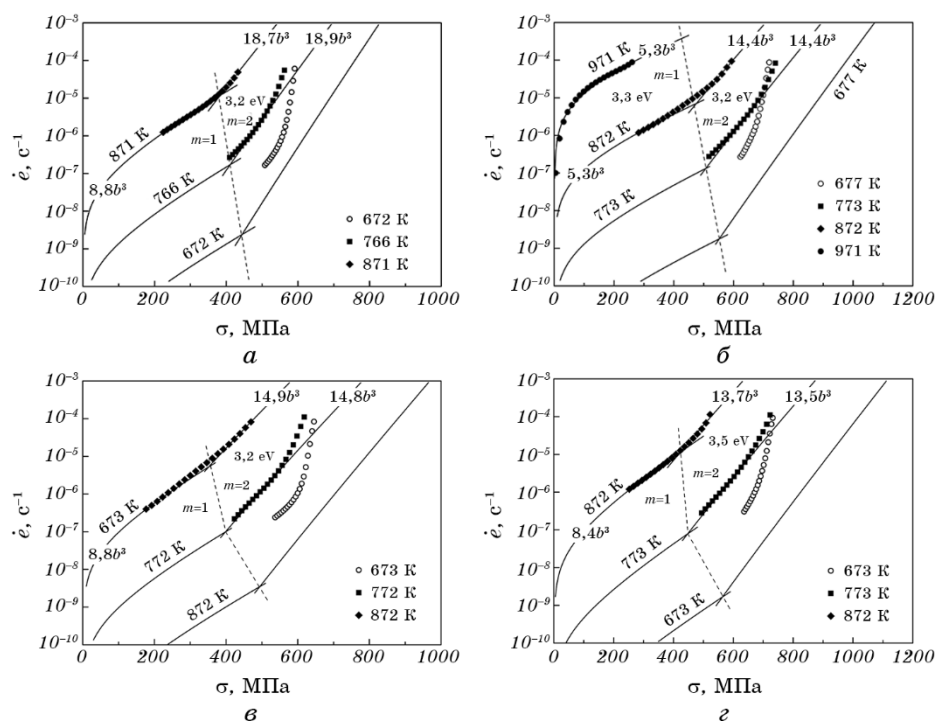 10⁻³
10⁻⁴
10⁻⁵
10⁻⁶
10⁻⁷
10⁻⁸
10⁻⁹
10⁻¹⁰
ė, с⁻¹
18,7b³
18,9b³
3,2 eV
m=2
m=1
871 К
8,8b³
766 К
672 К
672 К
766 К
871 К
0
200
400
600
800
1000
σ, МПа
а
10⁻³
10⁻⁴
10⁻⁵
10⁻⁶
10⁻⁷
10⁻⁸
10⁻⁹
10⁻¹⁰
ė, с⁻¹
5,3b³
14,4b³
14,4b³
971 К
m=1
3,3 eV
3,2 eV
677 К
872 К
m=2
5,3b³
773 К
677 К
773 К
872 К
971 К
0
200
400
600
800
1000
1200
σ, МПа
б
10⁻³
10⁻⁴
10⁻⁵
10⁻⁶
10⁻⁷
10⁻⁸
10⁻⁹
10⁻¹⁰
ė, с⁻¹
14,9b³
14,8b³
3,2 eV
m=2
m=1
673 К
8,8b³
772 К
872 К
673 К
772 К
872 К
0
200
400
600
800
1000
σ, МПа
в
10⁻³
10⁻⁴
10⁻⁵
10⁻⁶
10⁻⁷
10⁻⁸
10⁻⁹
10⁻¹⁰
ė, с⁻¹
13,7b³
13,5b³
3,5 eV
872 К
m=2
m=1
8,4b³
773 К
673 К
673 К
773 К
872 К
0
200
400
600
800
1000
1200
σ, МПа
г